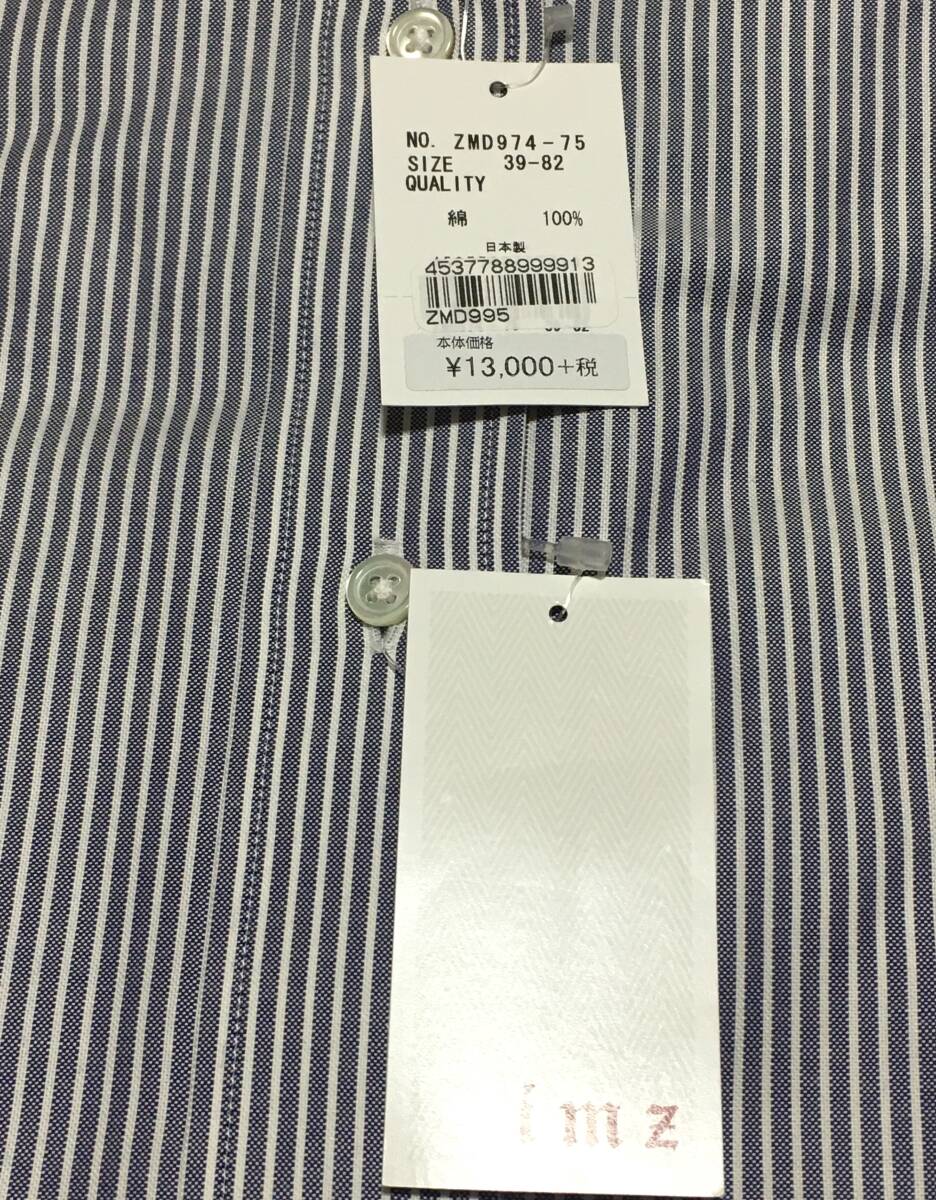 NO. ZMD974-75
SIZE 39-82
QUALITY
綿 100%
日本製
4537788999913
ZMD995
本体価格
¥13,000+税
imz